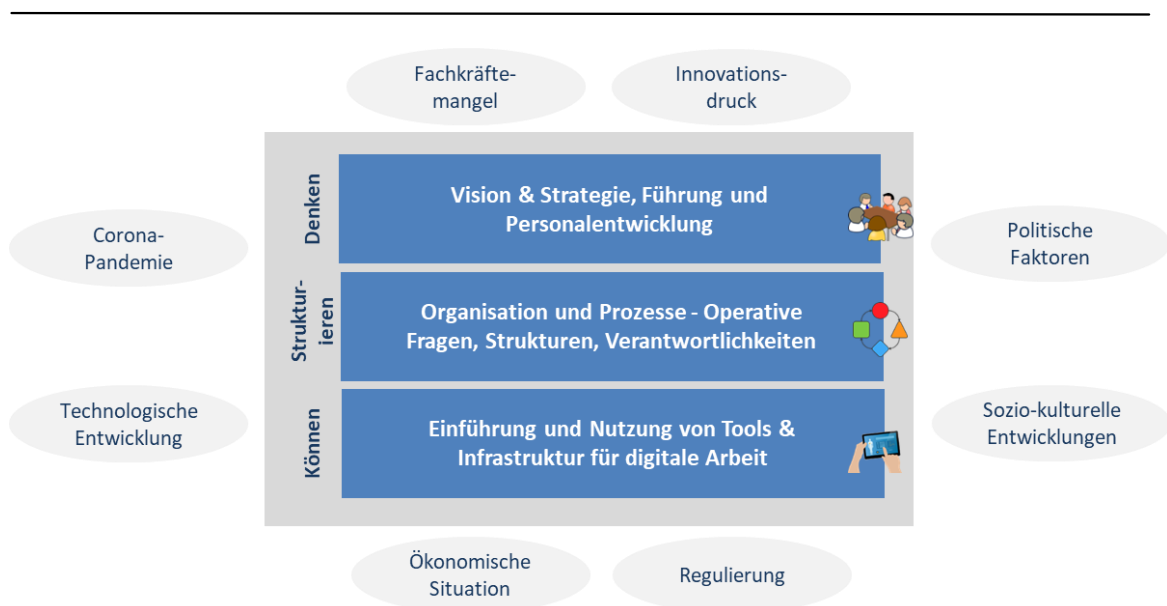 Fachkräfte-
mangel
Innovations-
druck
Denken
Vision & Strategie, Führung und
Personalentwicklung
Corona-
Pandemie
Politische
Faktoren
Struktur-
ieren
Organisation und Prozesse - Operative
Fragen, Strukturen, Verantwortlichkeiten
Technologische
Entwicklung
Sozio-kulturelle
Entwicklungen
Können
Einführung und Nutzung von Tools &
Infrastruktur für digitale Arbeit
Ökonomische
Situation
Regulierung